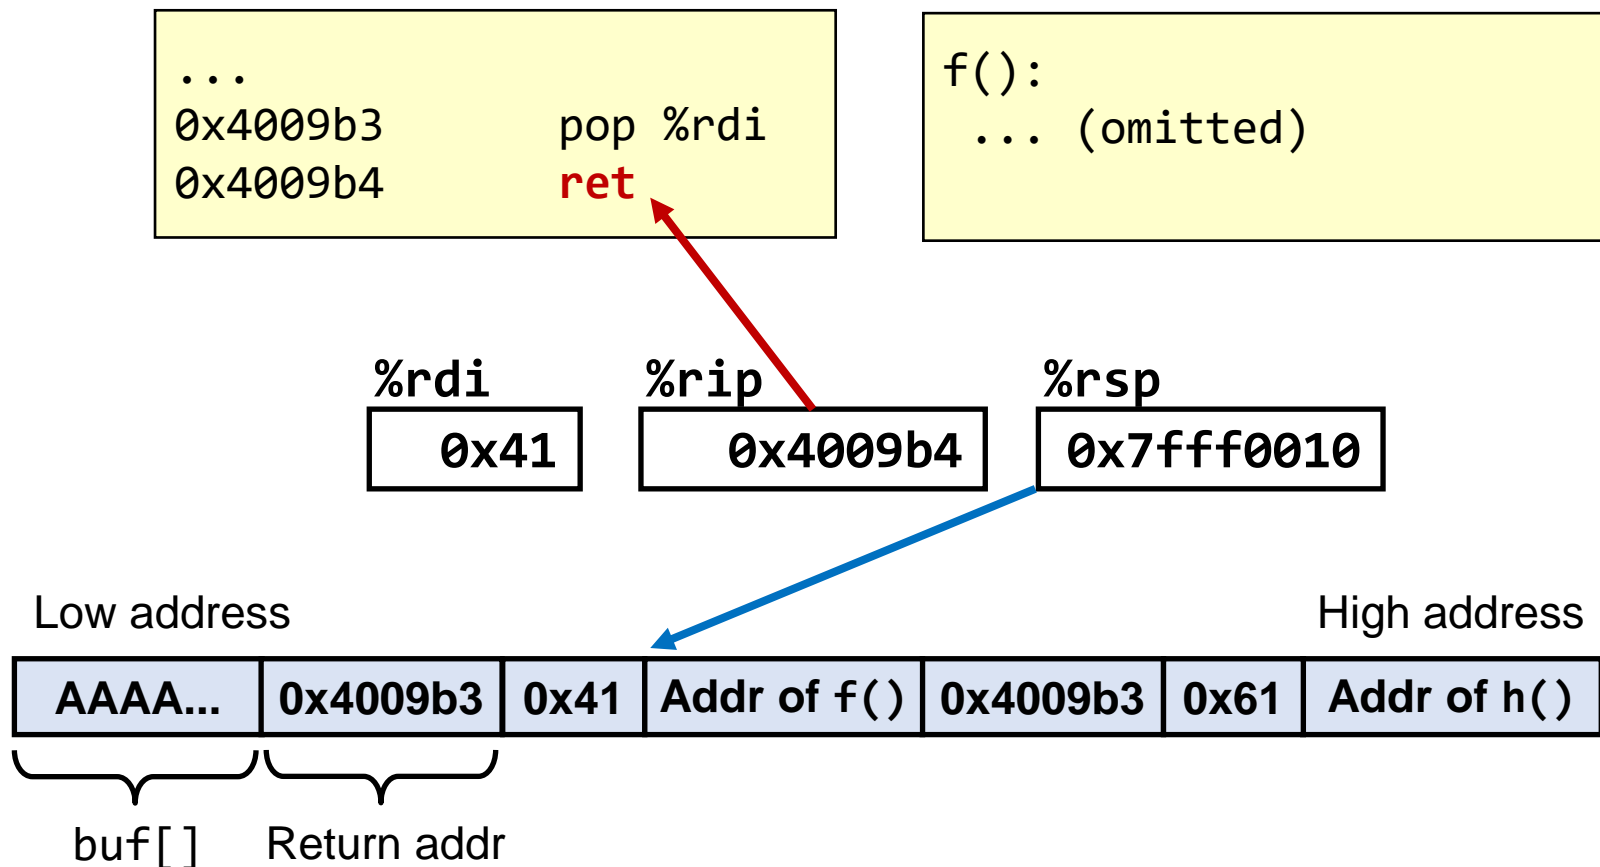 ...
0x4009b3 pop %rdi
0x4009b4 ret
f():
... (omitted)
%rdi %rip %rsp
0x41 0x4009b4 0x7fff0010
Low address High address
AAAA... 0x4009b3 0x41 Addr of f() 0x4009b3 0x61 Addr of h()
buf[] Return addr